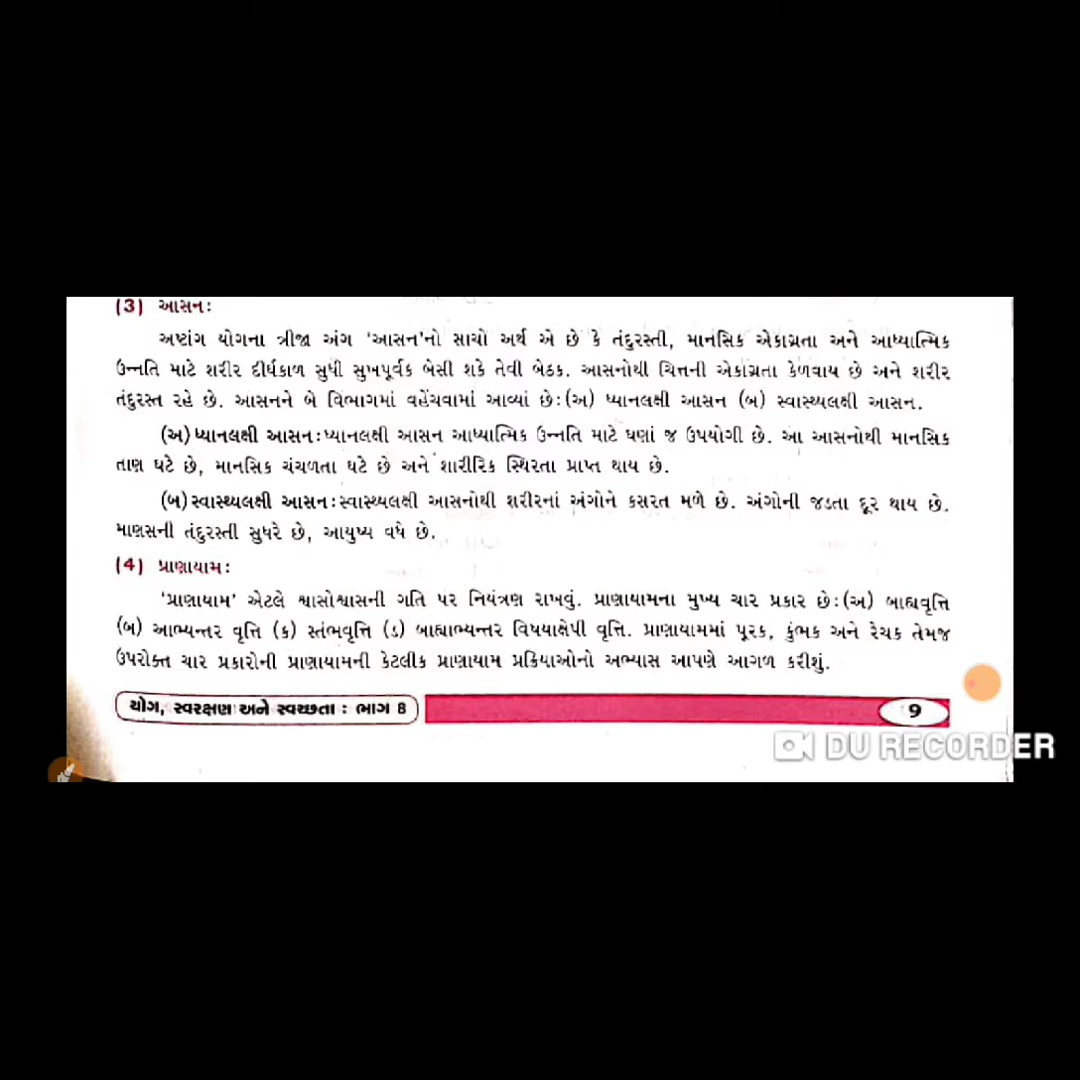 (3) આસન:
અષ્ટાંગ યોગના ત્રીજા અંગ ‘આસન’નો સાચો અર્થ એ છે કે તંદુરસ્તી, માનસિક એકાગ્રતા અને આધ્યાત્મિક
ઉન્નતિ માટે શરીર દીર્ઘકાળ સુધી સુખપૂર્વક બેસી શકે તેવી બેઠક. આસનોથી ચિત્તની એકાગ્રતા કેળવાય છે અને શરીર
તંદુરસ્ત રહે છે. આસનને બે વિભાગમાં વહેંચવામાં આવ્યાં છે: (અ) ધ્યાનલક્ષી આસન (બ) સ્વાસ્થ્યલક્ષી આસન.
(અ) ધ્યાનલક્ષી આસન: ધ્યાનલક્ષી આસન આધ્યાત્મિક ઉન્નતિ માટે ઘણાં જ ઉપયોગી છે. આ આસનોથી માનસિક
તાણ ઘટે છે, માનસિક ચંચળતા ઘટે છે અને શારીરિક સ્થિરતા પ્રાપ્ત થાય છે.
(બ) સ્વાસ્થ્યલક્ષી આસન: સ્વાસ્થ્યલક્ષી આસનોથી શરીરનાં અંગોને કસરત મળે છે. અંગોની જડતા દૂર થાય છે.
માણસની તંદુરસ્તી સુધરે છે, આયુષ્ય વધે છે.
(4) પ્રાણાયામ:
‘પ્રાણાયામ’ એટલે શ્વાસોશ્વાસની ગતિ પર નિયંત્રણ રાખવું. પ્રાણાયામના મુખ્ય ચાર પ્રકાર છે: (અ) બાહ્યવૃત્તિ
(બ) આભ્યન્તર વૃત્તિ (ક) સ્તંભવૃત્તિ (ડ) બાહ્યાભ્યન્તર વિષયાક્ષેપી વૃત્તિ. પ્રાણાયામમાં પૂરક, કુંભક અને રેચક તેમજ
ઉપરોક્ત ચાર પ્રકારોની પ્રાણાયામની કેટલીક પ્રાણાયામ પ્રક્રિયાઓનો અભ્યાસ આપણે આગળ કરીશું.
યોગ, સ્વરક્ષણ અને સ્વચ્છતા : ભાગ 8
9
DU RECORDER